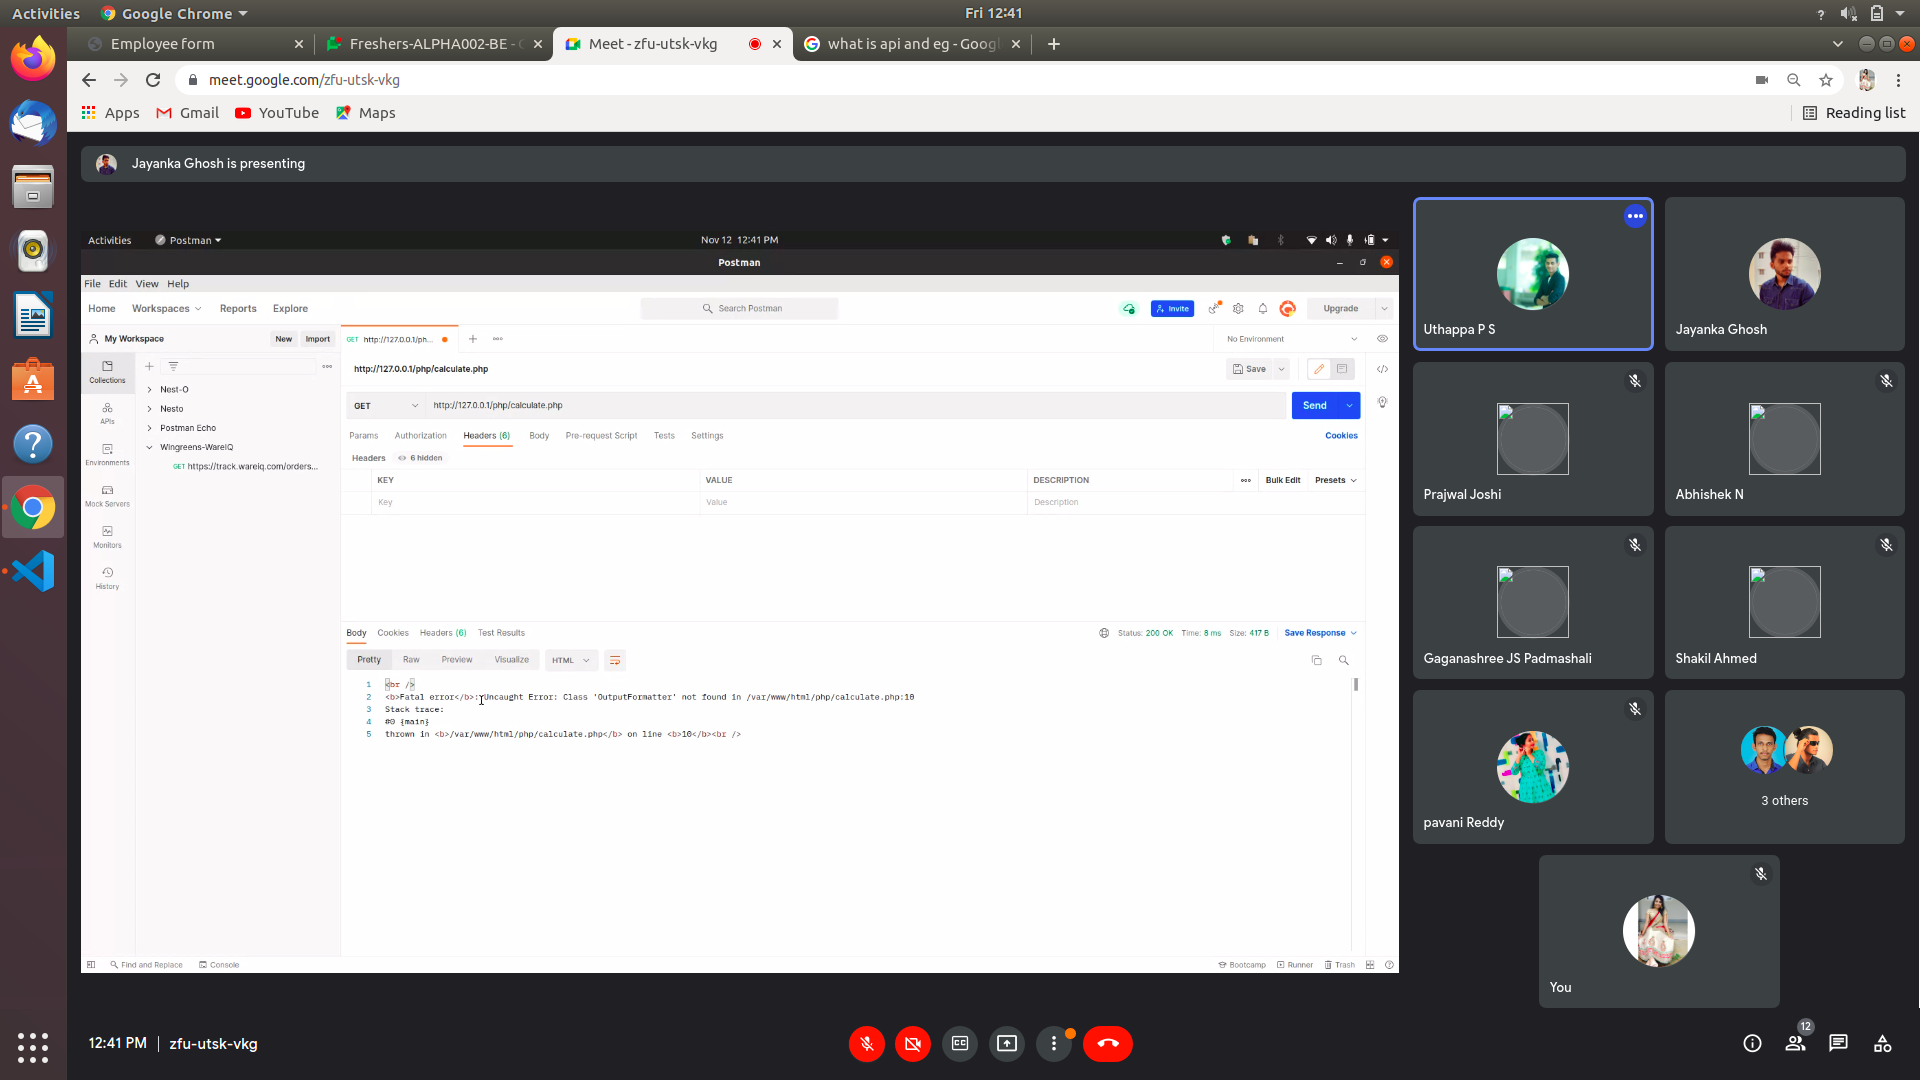 Activities
Google Chrome
Fri 12:41
?
Employee form
Freshers-ALPHA002-BE -
Meet - zfu-utsk-vkg
what is api and eg - Goog
meet.google.com/zfu-utsk-vkg
Apps
Gmail
YouTube
Maps
Reading list
Jayanka Ghosh is presenting
Activities
Postman
Nov 12 12:41 PM
Postman
File Edit View Help
Home
Workspaces
Reports
Explore
Search Postman
Invite
Upgrade
My Workspace
New
Import
GET http://127.0.0.1/ph...
No Environment
Collections
APIs
Environments
Mock Servers
Monitors
History
Nest-O
Nesto
Postman Echo
Wingreens-WareIQ
GET https://track.wareiq.com/orders...
http://127.0.0.1/php/calculate.php
Save
GET
http://127.0.0.1/php/calculate.php
Send
Params
Authorization
Headers (6)
Body
Pre-request Script
Tests
Settings
Cookies
Headers
6 hidden
KEY
VALUE
DESCRIPTION
Bulk Edit
Presets
Key
Value
Description
Body
Cookies
Headers (6)
Test Results
Status: 200 OK
Time: 8 ms
Size: 417 B
Save Response
Pretty
Raw
Preview
Visualize
HTML
1 <br />
2 <b>Fatal error</b>: Uncaught Error: Class 'OutputFormatter' not found in /var/www/html/php/calculate.php:10
3 Stack trace:
4 #0 {main}
5 thrown in <b>/var/www/html/php/calculate.php</b> on line <b>10</b><br />
Find and Replace
Console
Bootcamp
Runner
Trash
Uthappa P S
Jayanka Ghosh
Prajwal Joshi
Abhishek N
Gaganashree JS Padmashali
Shakil Ahmed
pavani Reddy
3 others
You
12:41 PM
zfu-utsk-vkg
12